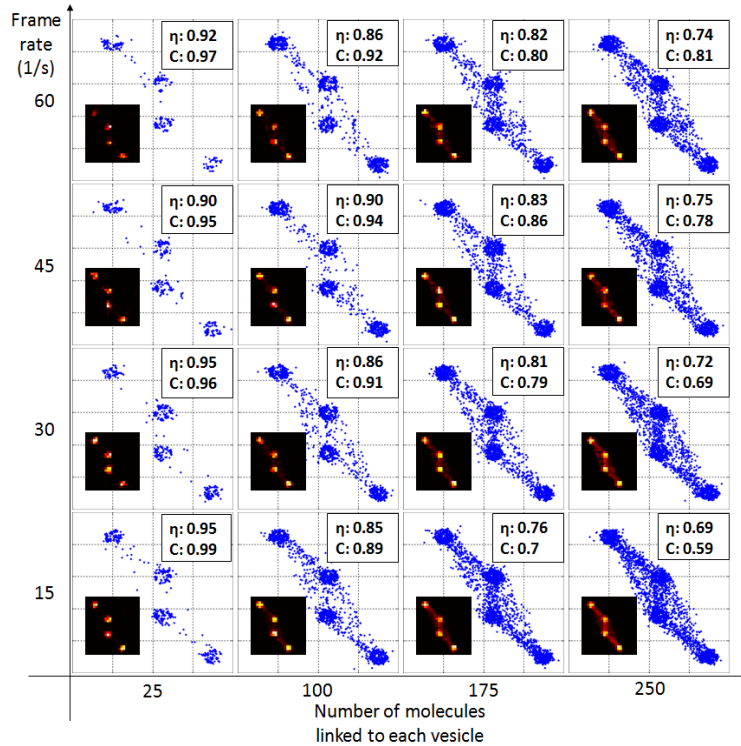 Frame
rate
(1/s)
60
η: 0.92
C: 0.97
η: 0.86
C: 0.92
η: 0.82
C: 0.80
η: 0.74
C: 0.81
45
η: 0.90
C: 0.95
η: 0.90
C: 0.94
η: 0.83
C: 0.86
η: 0.75
C: 0.78
30
η: 0.95
C: 0.96
η: 0.86
C: 0.91
η: 0.81
C: 0.79
η: 0.72
C: 0.69
15
η: 0.95
C: 0.99
η: 0.85
C: 0.89
η: 0.76
C: 0.7
η: 0.69
C: 0.59
25 100 175 250
Number of molecules
linked to each vesicle